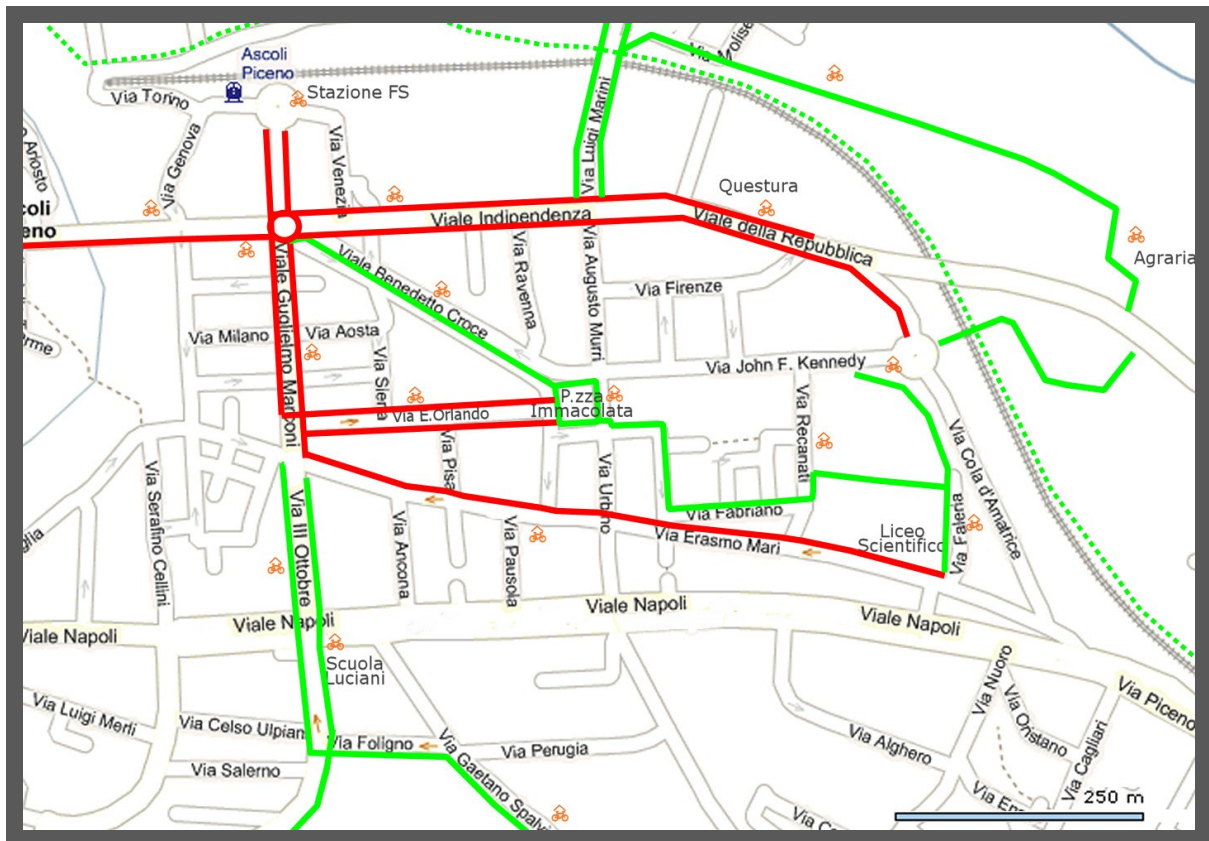 Ascoli
Piceno
Stazione FS
Via Torino
Via Genova
Via Venezia
Via Luigi Marini
Ariosto
Questura
Viale Indipendenza
Viale della Repubblica
Agraria
Viale Guglielmo Marconi
Viale Benedetto Croce
Via Ravenna
Via Augusto Murri
Via Firenze
Via Milano
Via Aosta
Via Siena
Via John F. Kennedy
P.zza
Immacolata
Via E.Orlando
Via Recanati
Via Pisa
Via Cola d'Amatrice
Via Serafino Cellini
Via III Ottobre
Via Ancona
Via Pausola
Via Urbino
Via Fabriano
Via Erasmo Mari
Liceo
Scientifico
Via Falena
Viale Napoli
Viale Napoli
Viale Napoli
Viale Napoli
Scuola
Luciani
Via Luigi Merli
Via Celso Ulpian
Via Foligno
Via Perugia
Via Salerno
Via Gaetano Spalvi
Via Alghero
Via Nuoro
Via Oristano
Via Cagliari
Via Piceno
250 m